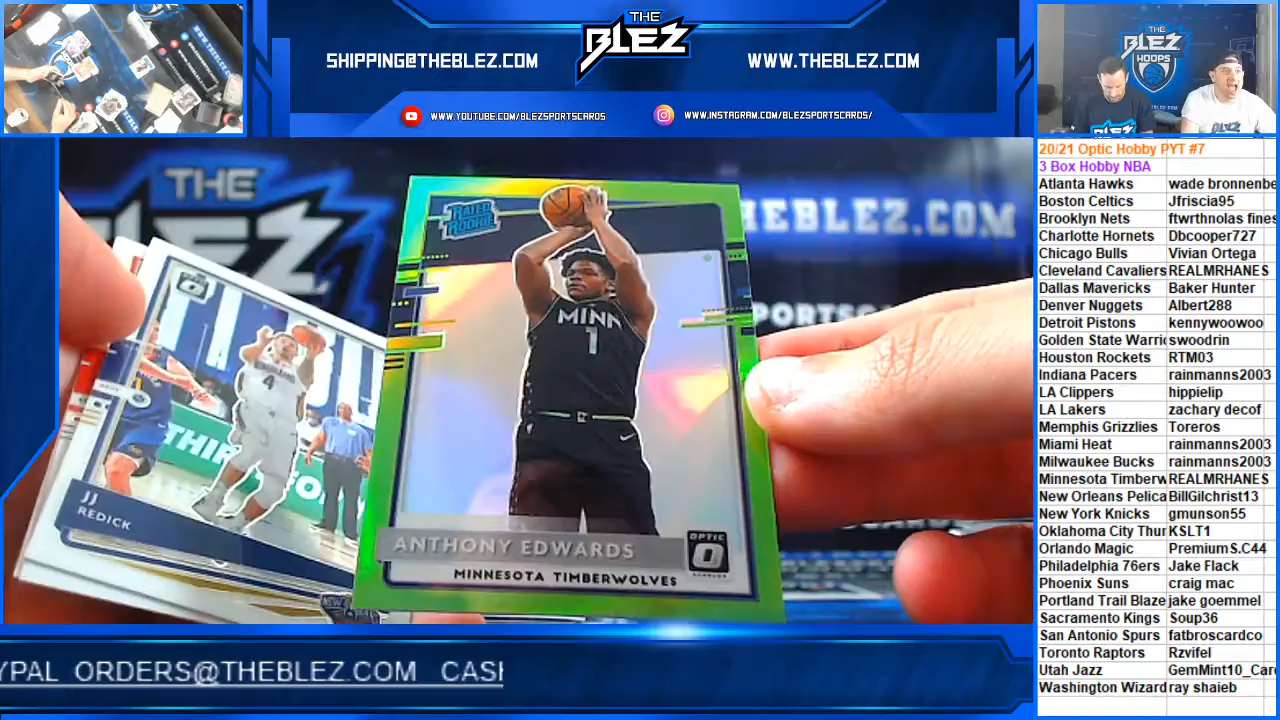 SHIPPING@THEBLEZ.COM
THE
BLEZ
WWW.THEBLEZ.COM
WWW.YOUTUBE.COM/BLEZSPORTSCARDS
WWW.INSTAGRAM.COM/BLEZSPORTSCARDS/
THE
BLEZ
HOOPS
20/21 Optic Hobby PYT #7
3 Box Hobby NBA
Atlanta Hawks wade bronnenbe
Boston Celtics Jfriscia95
Brooklyn Nets ftwrthnolas fines
Charlotte Hornets Dbcooper727
Chicago Bulls Vivian Ortega
Cleveland Cavaliers REALMRHANES
Dallas Mavericks Baker Hunter
Denver Nuggets Albert288
Detroit Pistons kennywoowoo
Golden State Warric swoodrin
Houston Rockets RTM03
Indiana Pacers rainmanns2003
LA Clippers hippielip
LA Lakers zachary decof
Memphis Grizzlies Toreros
Miami Heat rainmanns2003
Milwaukee Bucks rainmanns2003
Minnesota Timberw REALMRHANES
New Orleans Pelica BillGilchrist13
New York Knicks gmunson55
Oklahoma City Thur KSLT1
Orlando Magic PremiumS.C44
Philadelphia 76ers Jake Flack
Phoenix Suns craig mac
Portland Trail Blaze jake goemmel
Sacramento Kings Soup36
San Antonio Spurs fatbroscardco
Toronto Raptors Rzvifel
Utah Jazz GemMint10_Car
Washington Wizard ray shaieb
THE
HEBLEZ.COM
SPORTSCARDS
RATED
ROOKIE
MINN
1
ANTHONY EDWARDS
MINNESOTA TIMBERWOLVES
OPTIC
4
THIR
JJ
REDICK
YPAL ORDERS@THEBLEZ.COM CASH